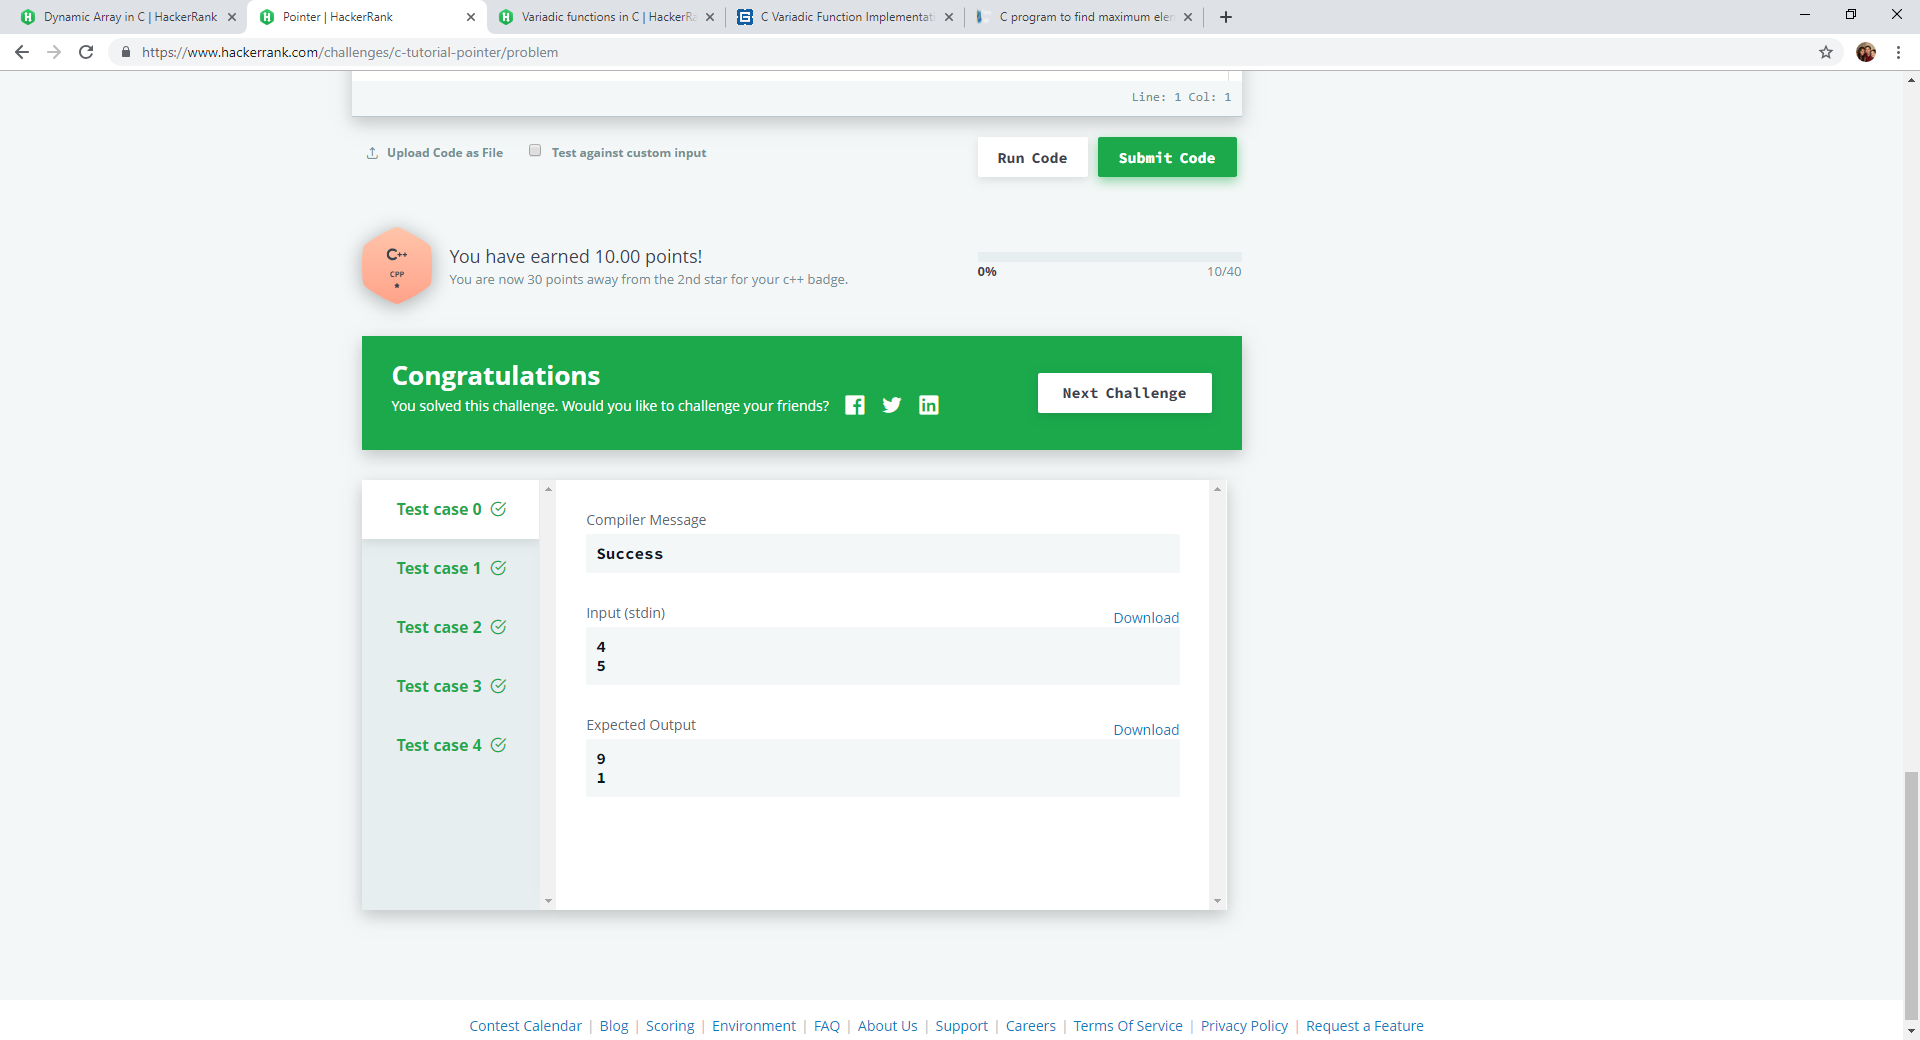 Dynamic Array in C | HackerRank
Pointer | HackerRank
Variadic functions in C | HackerRa
C Variadic Function Implementati
C program to find maximum elem
https://www.hackerrank.com/challenges/c-tutorial-pointer/problem
Line: 1 Col: 1
Upload Code as File
Test against custom input
Run Code
Submit Code
C++
CPP
You have earned 10.00 points!
You are now 30 points away from the 2nd star for your c++ badge.
0%
10/40
Congratulations
You solved this challenge. Would you like to challenge your friends?
Next Challenge
Test case 0
Test case 1
Test case 2
Test case 3
Test case 4
Compiler Message
Success
Input (stdin)
Download
4
5
Expected Output
Download
9
1
Contest Calendar | Blog | Scoring | Environment | FAQ | About Us | Support | Careers | Terms Of Service | Privacy Policy | Request a Feature